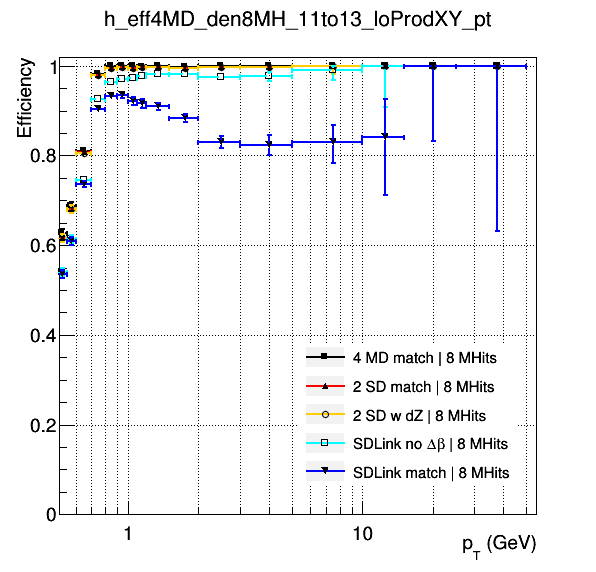 h_eff4MD_den8MH_11to13_loProdXY_pt
Efficiency
1
0.8
0.6
0.4
0.2
0
4 MD match | 8 MHits
2 SD match | 8 MHits
2 SD w dZ | 8 MHits
SDLink no Δβ | 8 MHits
SDLink match | 8 MHits
1
10
p_T (GeV)